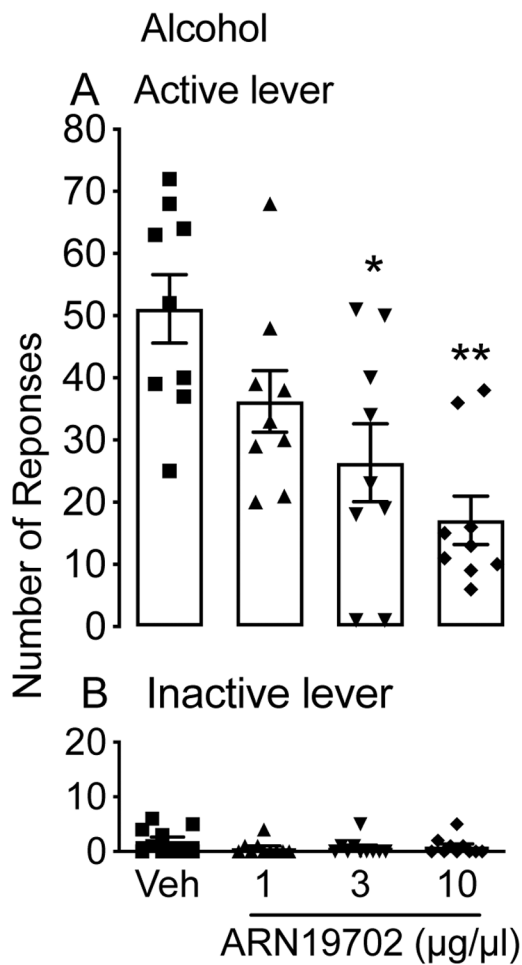 Alcohol
A Active lever
80
70
60
50
40
30
20
10
0
*
**
Number of Reponses
B Inactive lever
20
10
0
Veh 1 3 10
ARN19702 (µg/µl)